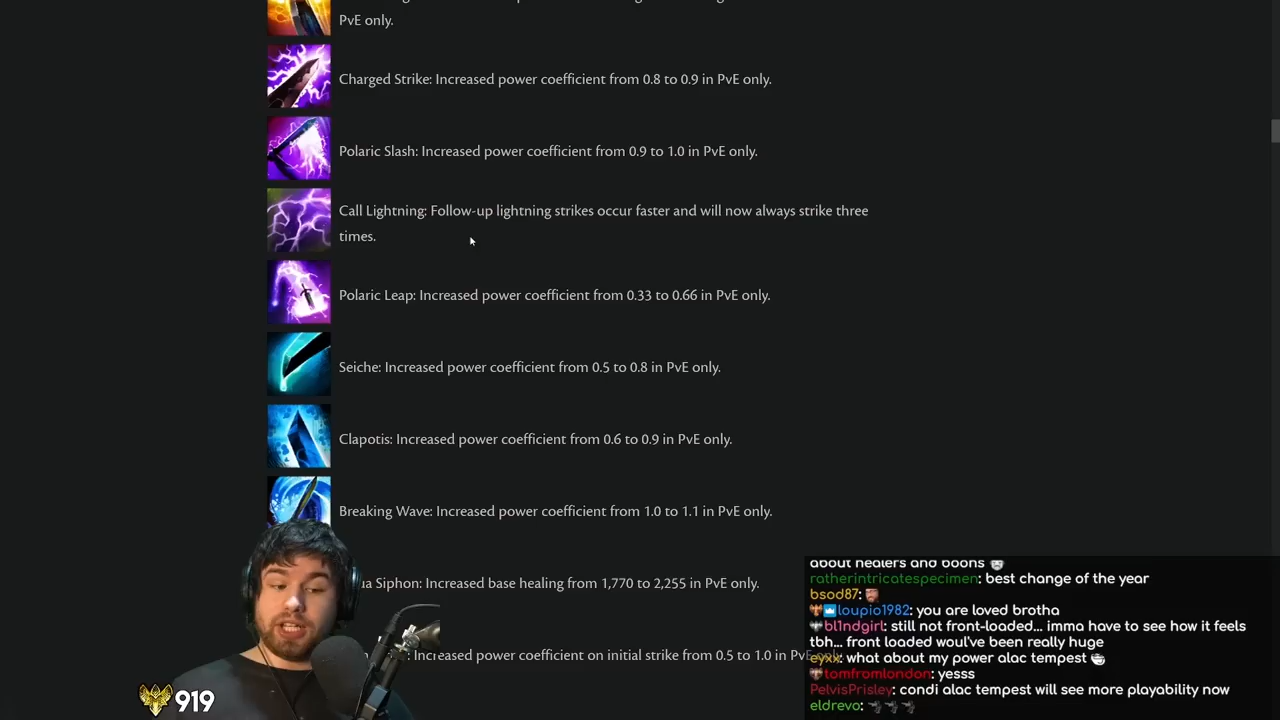 PvE only.
Charged Strike: Increased power coefficient from 0.8 to 0.9 in PvE only.
Polaric Slash: Increased power coefficient from 0.9 to 1.0 in PvE only.
Call Lightning: Follow-up lightning strikes occur faster and will now always strike three
times.
Polaric Leap: Increased power coefficient from 0.33 to 0.66 in PvE only.
Seiche: Increased power coefficient from 0.5 to 0.8 in PvE only.
Clapotis: Increased power coefficient from 0.6 to 0.9 in PvE only.
Breaking Wave: Increased power coefficient from 1.0 to 1.1 in PvE only.
Siphon: Increased base healing from 1,770 to 2,255 in PvE only.
Increased power coefficient on initial strike from 0.5 to 1.0 in PvE
about healers and boons
ratherintricatespecimen: best change of the year
bsod87:
loupio1982: you are loved brotha
bl1ndgirl: still not front-loaded... imma have to see how it feels
tbh... front loaded woul've been really huge
eyxx: what about my power alac tempest
tomfromlondon: yesss
PelvisPrisley: condi alac tempest will see more playability now
eldrevo:
919